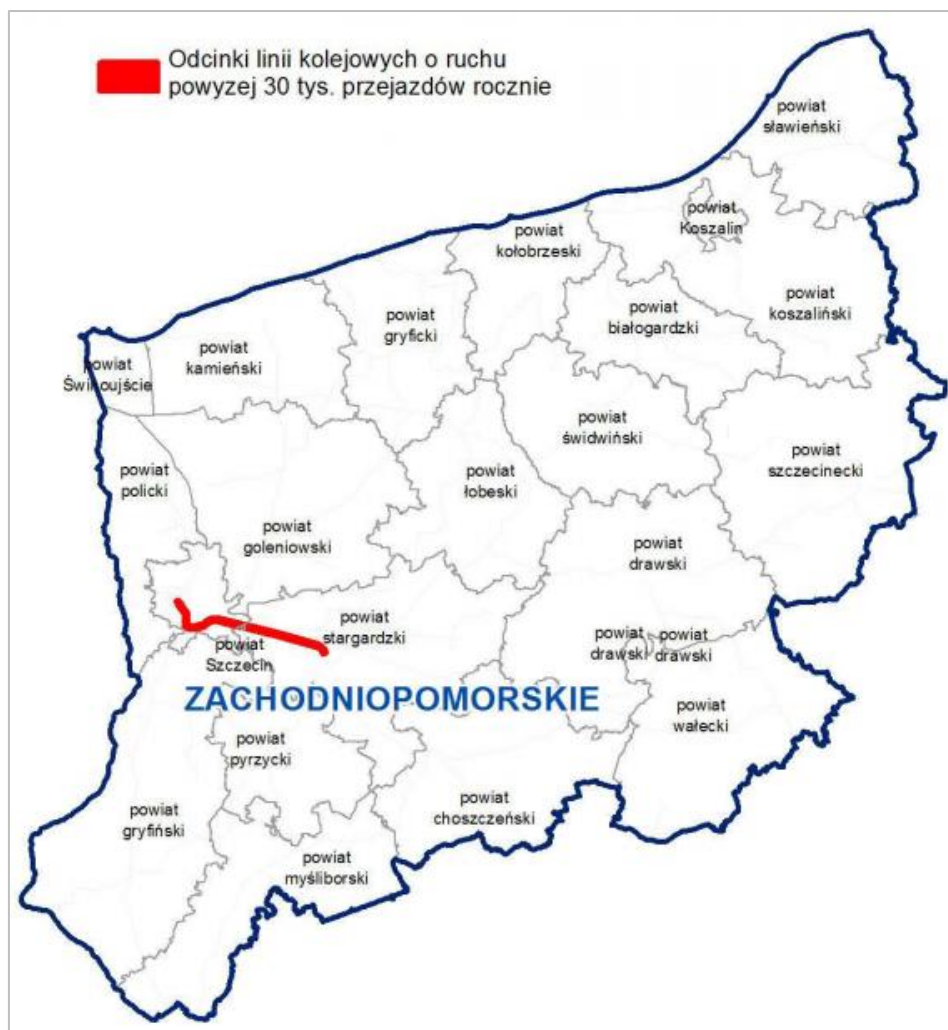 Odcinki linii kolejowych o ruchu
powyzej 30 tys. przejazdów rocznie
powiat
sławieński
powiat
Koszalin
powiat
kołobrzeski
powiat
koszaliński
powiat
białogardzki
powiat
gryficki
powiat
kamieński
powiat
Świnoujście
powiat
świdwiński
powiat
szczecinecki
powiat
policki
powiat
łobeski
powiat
goleniowski
powiat
drawski
powiat
stargardzki
powiat
drawski
powiat
drawski
powiat
Szczecin
ZACHODNIOPOMORSKIE
powiat
wałecki
powiat
pyrzycki
powiat
choszczeński
powiat
gryfiński
powiat
myśliborski